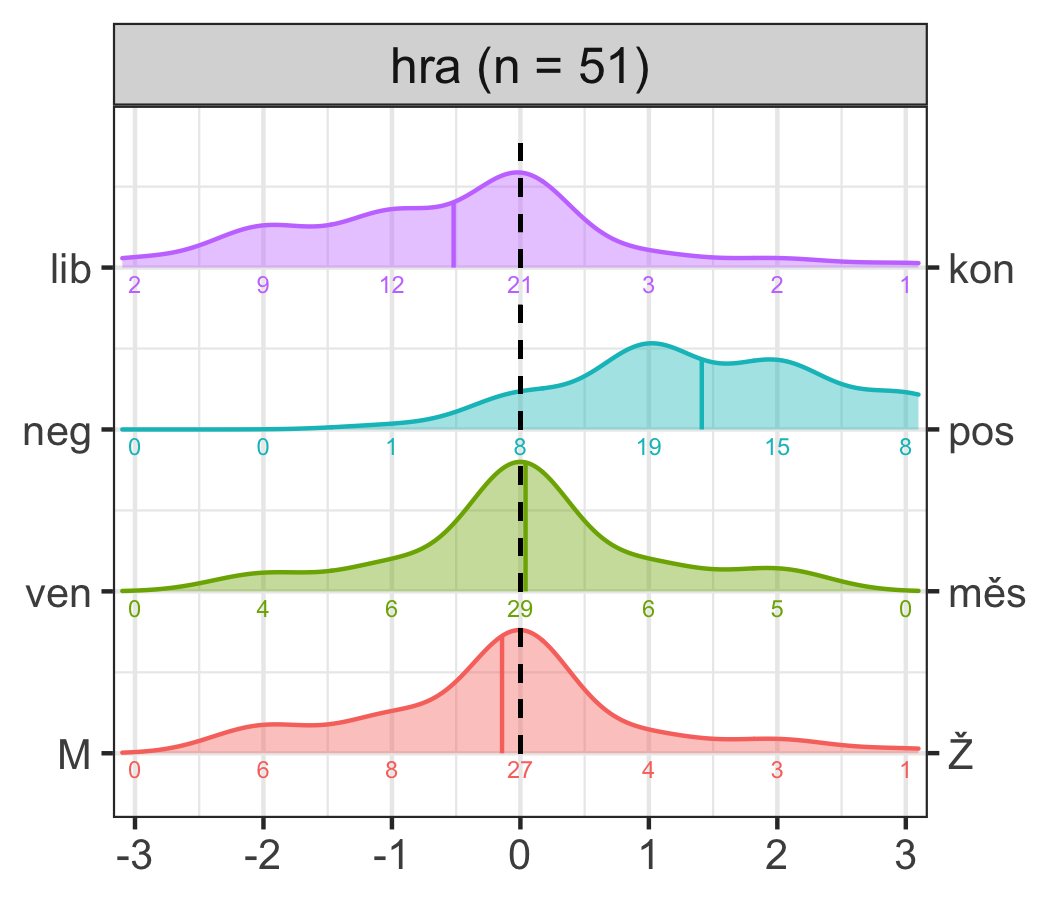 hra (n = 51)
lib kon
2 9 12 21 3 2 1
neg pos
0 0 1 8 19 15 8
ven měs
0 4 6 29 6 5 0
M Ž
0 6 8 27 4 3 1
-3 -2 -1 0 1 2 3